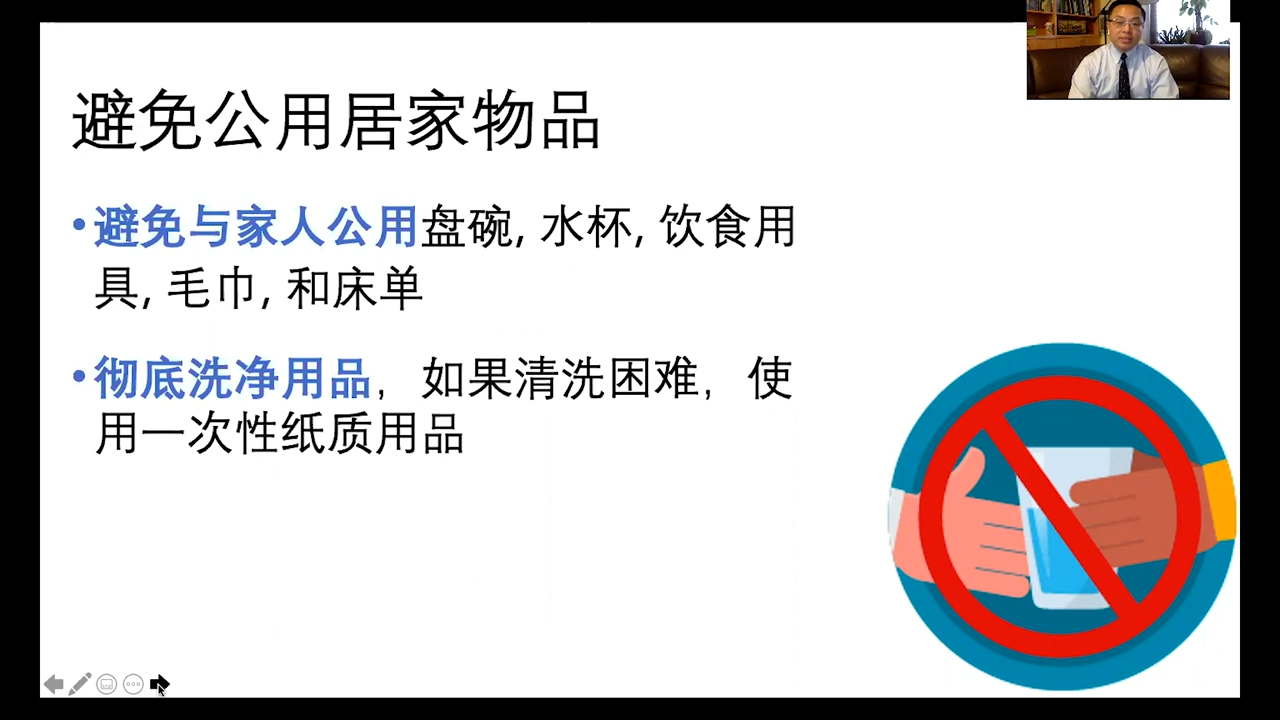 避免公用居家物品
•避免与家人公用盘碗, 水杯, 饮食用
具, 毛巾, 和床单
•彻底洗净用品，如果清洗困难，使
用一次性纸质用品